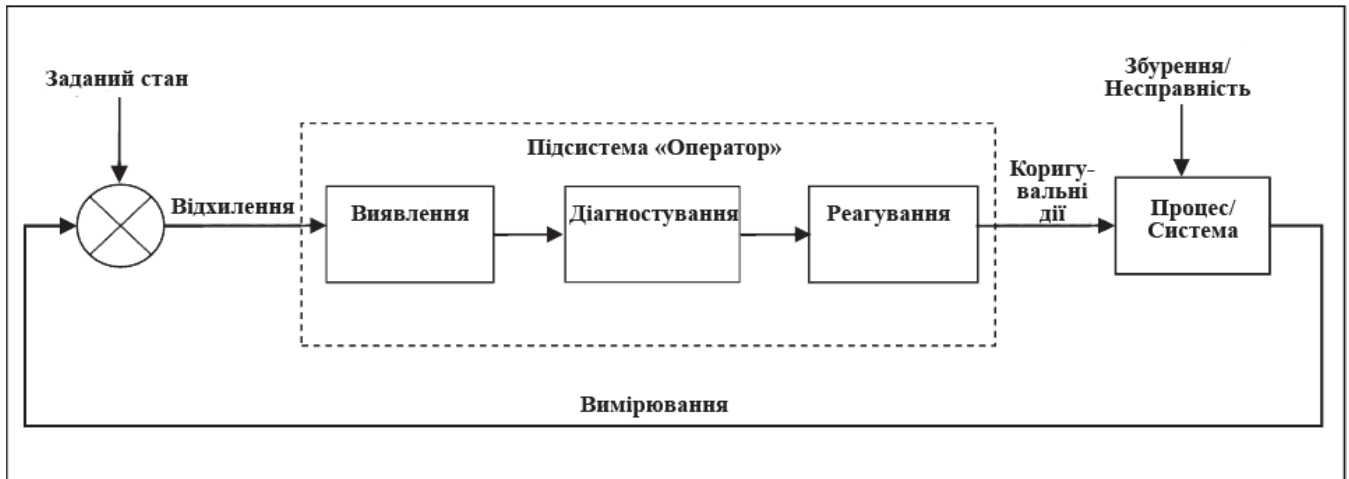 Заданий стан
Збурення/
Несправність
Підсистема «Оператор»
Відхилення
Виявлення
Діагностування
Реагування
Коригу-
вальні
дії
Процес/
Система
Вимірювання